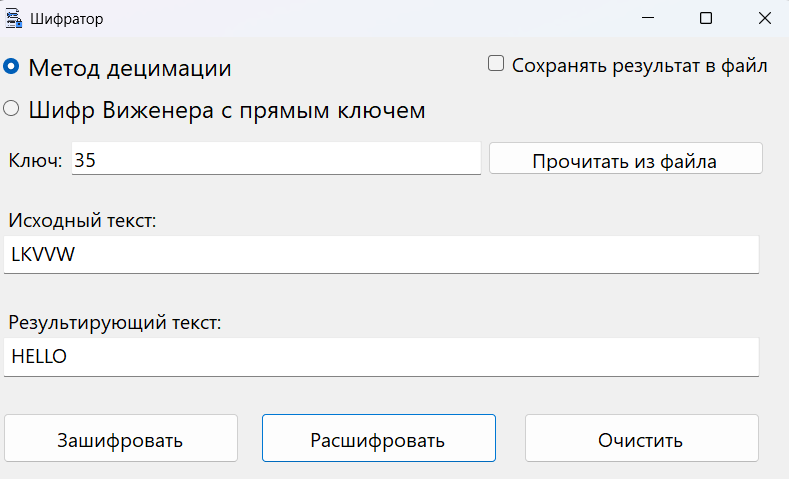 Шифратор
Метод децимации
Сохранять результат в файл
Шифр Виженера с прямым ключем
Ключ: 35
Прочитать из файла
Исходный текст:
LKVVW
Результирующий текст:
HELLO
Зашифровать
Расшифровать
Очистить